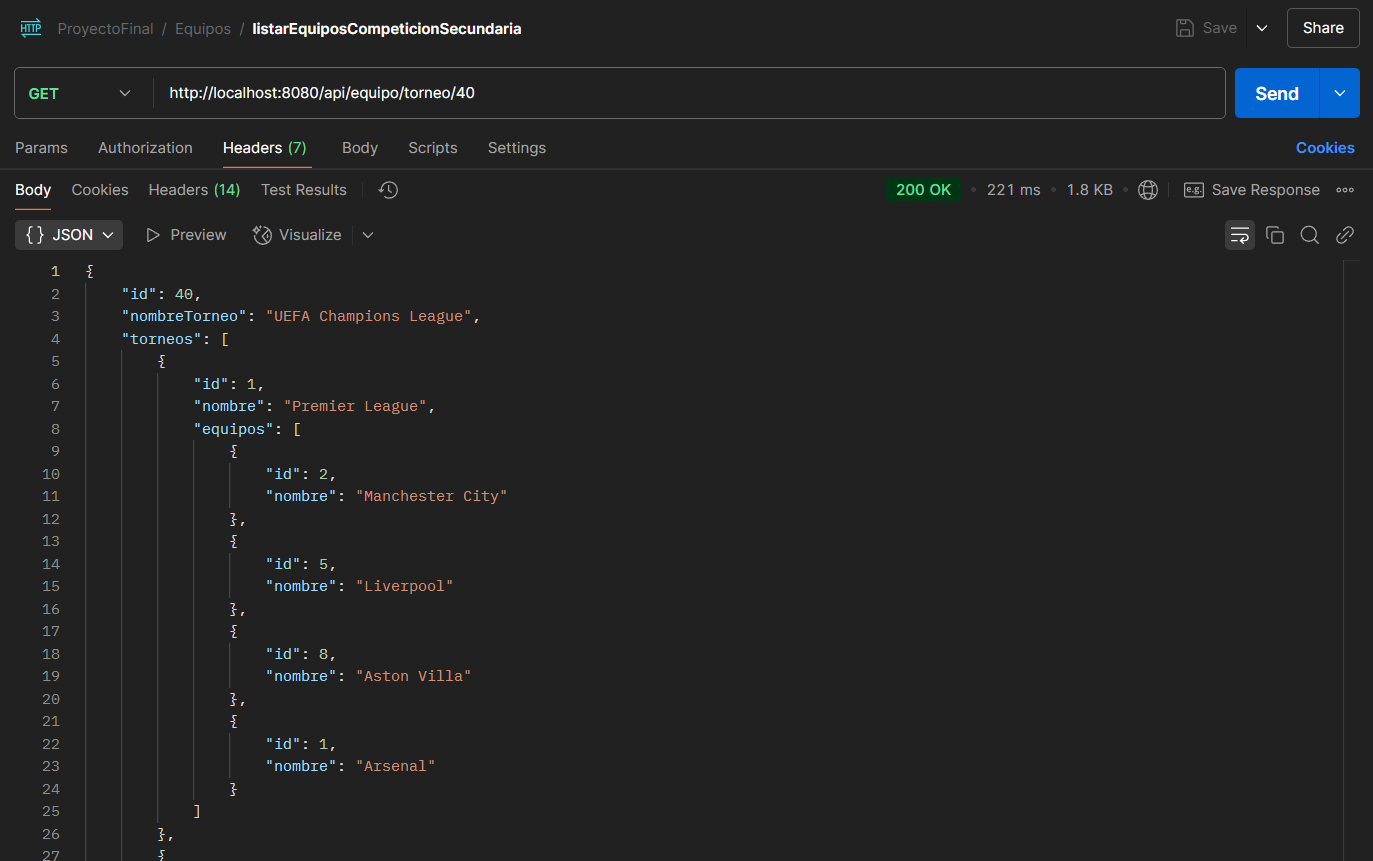 HTTP ProyectoFinal / Equipos / listarEquiposCompeticionSecundaria Save Share
GET http://localhost:8080/api/equipo/torneo/40 Send
Params Authorization Headers (7) Body Scripts Settings Cookies
Body Cookies Headers (14) Test Results 200 OK • 221 ms • 1.8 KB • e.g. Save Response
{} JSON Preview Visualize
1 {
2 "id": 40,
3 "nombreTorneo": "UEFA Champions League",
4 "torneos": [
5 {
6 "id": 1,
7 "nombre": "Premier League",
8 "equipos": [
9 {
10 "id": 2,
11 "nombre": "Manchester City"
12 },
13 {
14 "id": 5,
15 "nombre": "Liverpool"
16 },
17 {
18 "id": 8,
19 "nombre": "Aston Villa"
20 },
21 {
22 "id": 1,
23 "nombre": "Arsenal"
24 }
25 ]
26 },
27 {